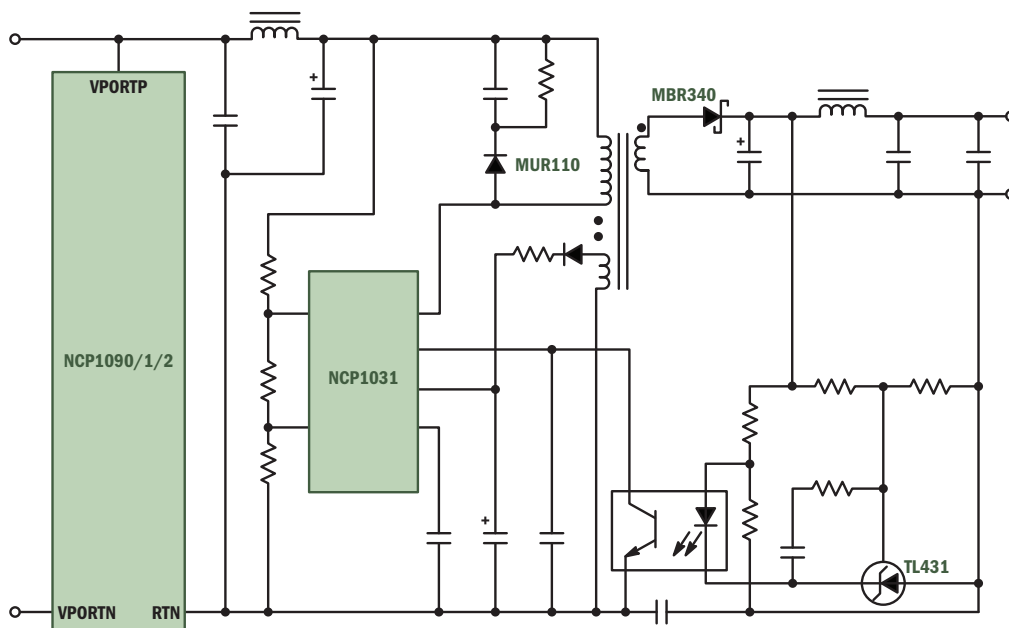 VPORTP
NCP1090/1/2
VPORTN
RTN
+
MUR110
NCP1031
+
MBR340
+
TL431